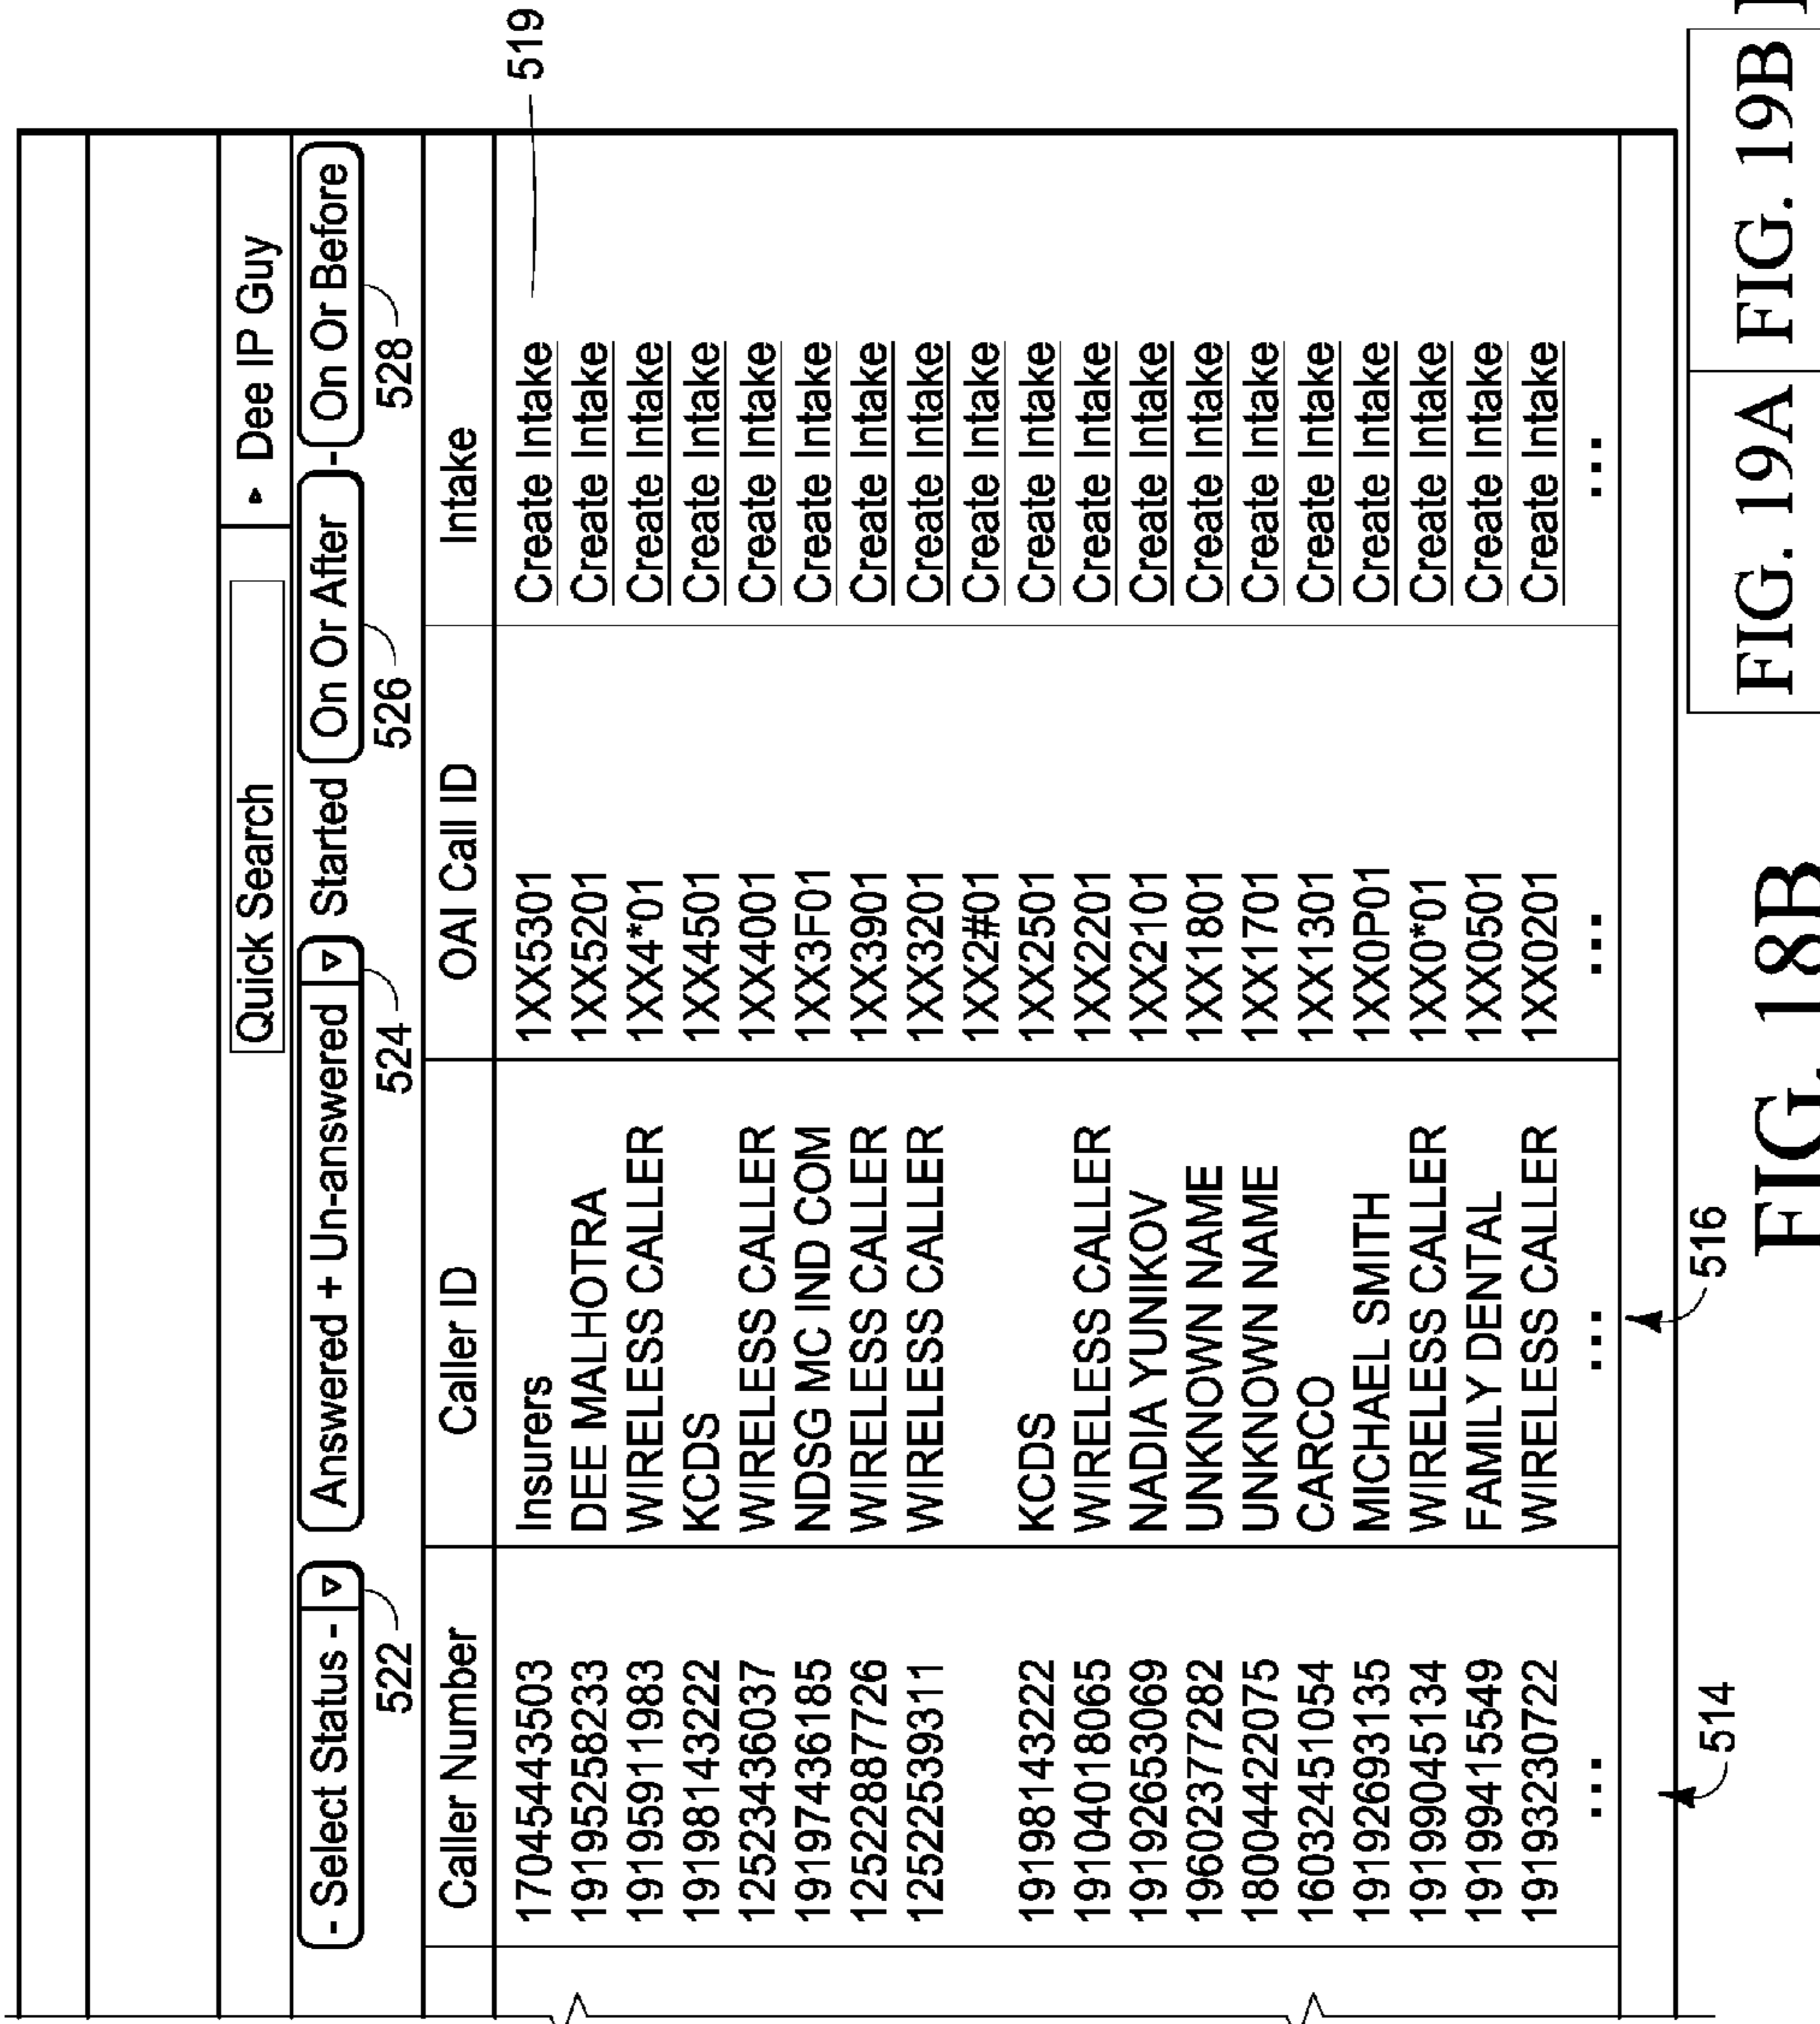 Quick Search ▸ Dee IP Guy
- Select Status - ▿ Answered + Un-answered ▿ Started On Or After - On Or Before
522 524 526 528
Caller Number Caller ID OAI Call ID Intake
17045443503 Insurers 1XX5301 Create Intake 519
19195258233 DEE MALHOTRA 1XX5201 Create Intake
19195911983 WIRELESS CALLER 1XX4*01 Create Intake
19198143222 KCDS 1XX4501 Create Intake
12523436037 WIRELESS CALLER 1XX4001 Create Intake
19197436185 NDSG MC IND COM 1XX3F01 Create Intake
12522887726 WIRELESS CALLER 1XX3901 Create Intake
12522539311 WIRELESS CALLER 1XX3201 Create Intake
1XX2#01 Create Intake
19198143222 KCDS 1XX2501 Create Intake
19104018065 WIRELESS CALLER 1XX2201 Create Intake
19192653069 NADIA YUNIKOV 1XX2101 Create Intake
19602377282 UNKNOWN NAME 1XX1801 Create Intake
18004422075 UNKNOWN NAME 1XX1701 Create Intake
16032451054 CARCO 1XX1301 Create Intake
19192693135 MICHAEL SMITH 1XX0P01 Create Intake
19199045134 WIRELESS CALLER 1XX0*01 Create Intake
19199415549 FAMILY DENTAL 1XX0501 Create Intake
19193230722 WIRELESS CALLER 1XX0201 Create Intake
... ... ... ...
514 516
FIG. 18B
FIG. 19A FIG. 19B